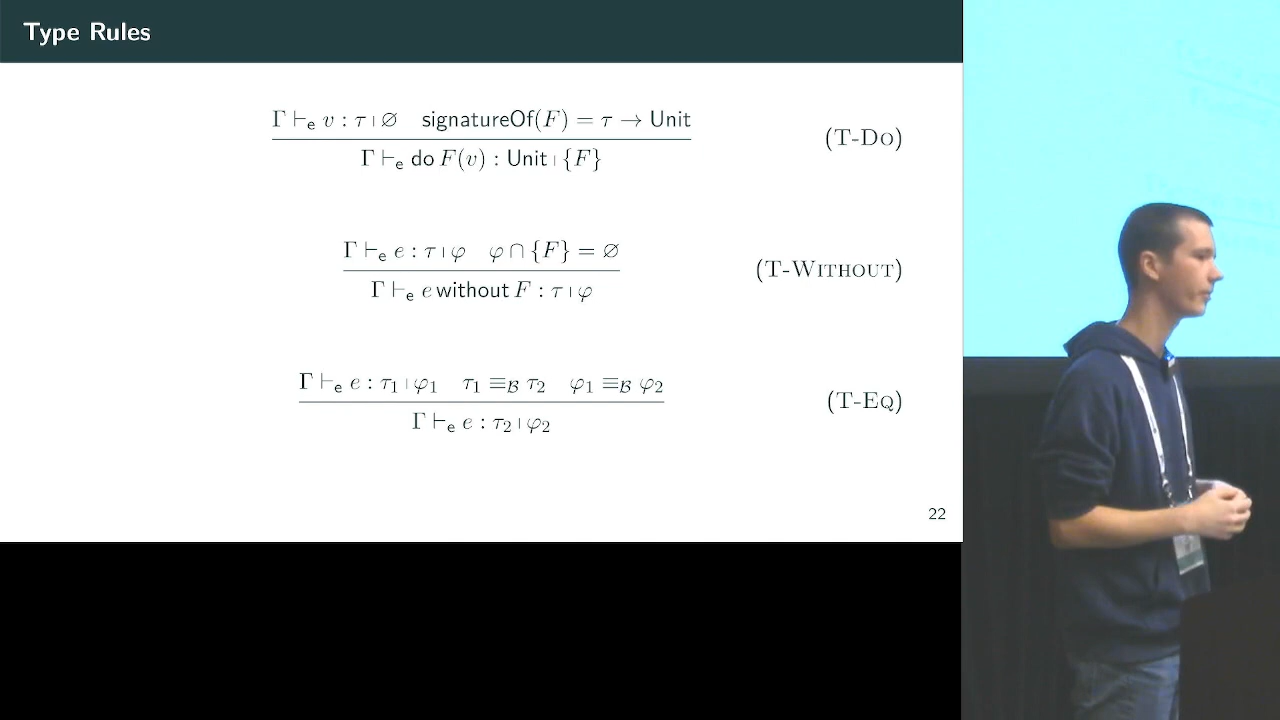 Type Rules
Γ ⊢e v : τ ı ∅ signatureOf(F) = τ → Unit
Γ ⊢e do F(v) : Unit ı {F}
(T-Do)
Γ ⊢e e : τ ı φ φ ∩ {F} = ∅
Γ ⊢e e without F : τ ı φ
(T-Without)
Γ ⊢e e : τ1 ı φ1 τ1 ≡B τ2 φ1 ≡B φ2
Γ ⊢e e : τ2 ı φ2
(T-Eq)
22